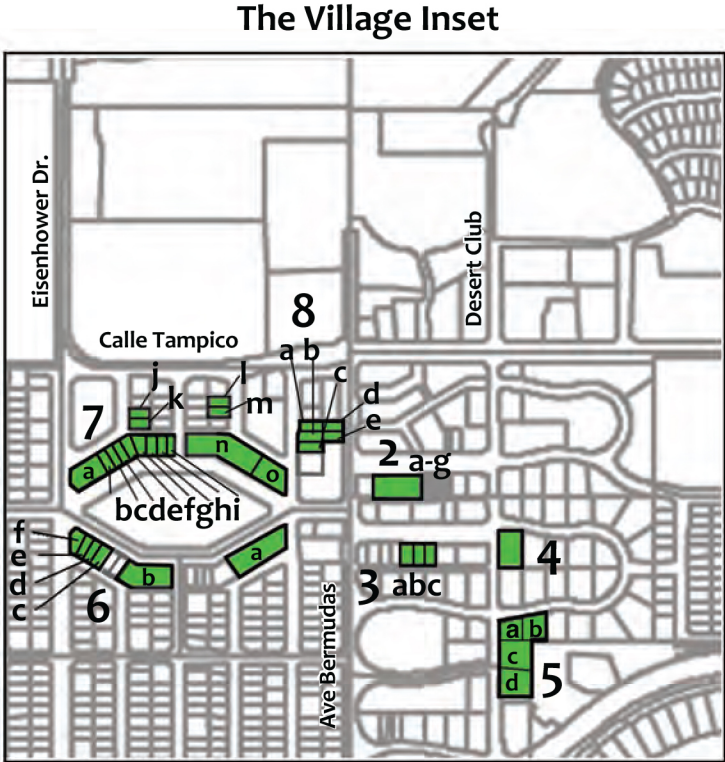 The Village Inset
Eisenhower Dr.
Desert Club
Calle Tampico
8
a b
c
d
e
j
k
l
m
7
n
o
a
bcdefghi
2 a-g
f
e
d
c
6
b
a
3 abc
4
Ave Bermudas
a b
c
d
5